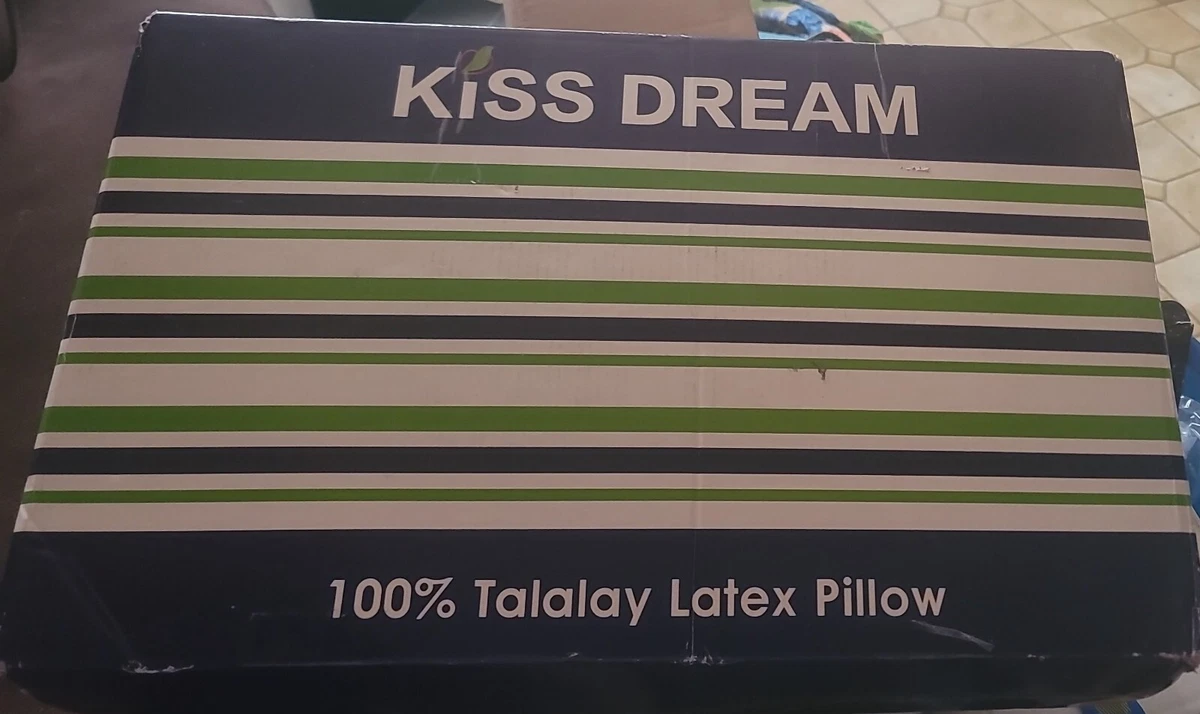 KiSS DREAM
100% Talalay Latex Pillow